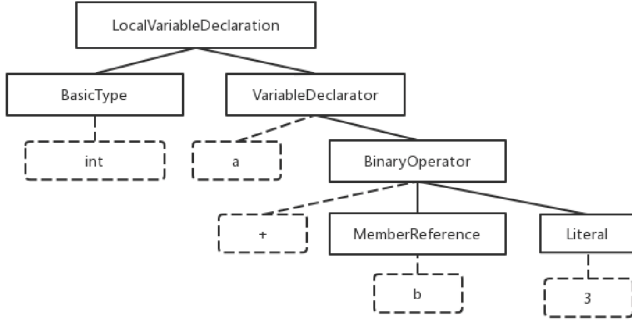 LocalVariableDeclaration
BasicType
VariableDeclarator
int
a
BinaryOperator
+
MemberReference
Literal
b
3